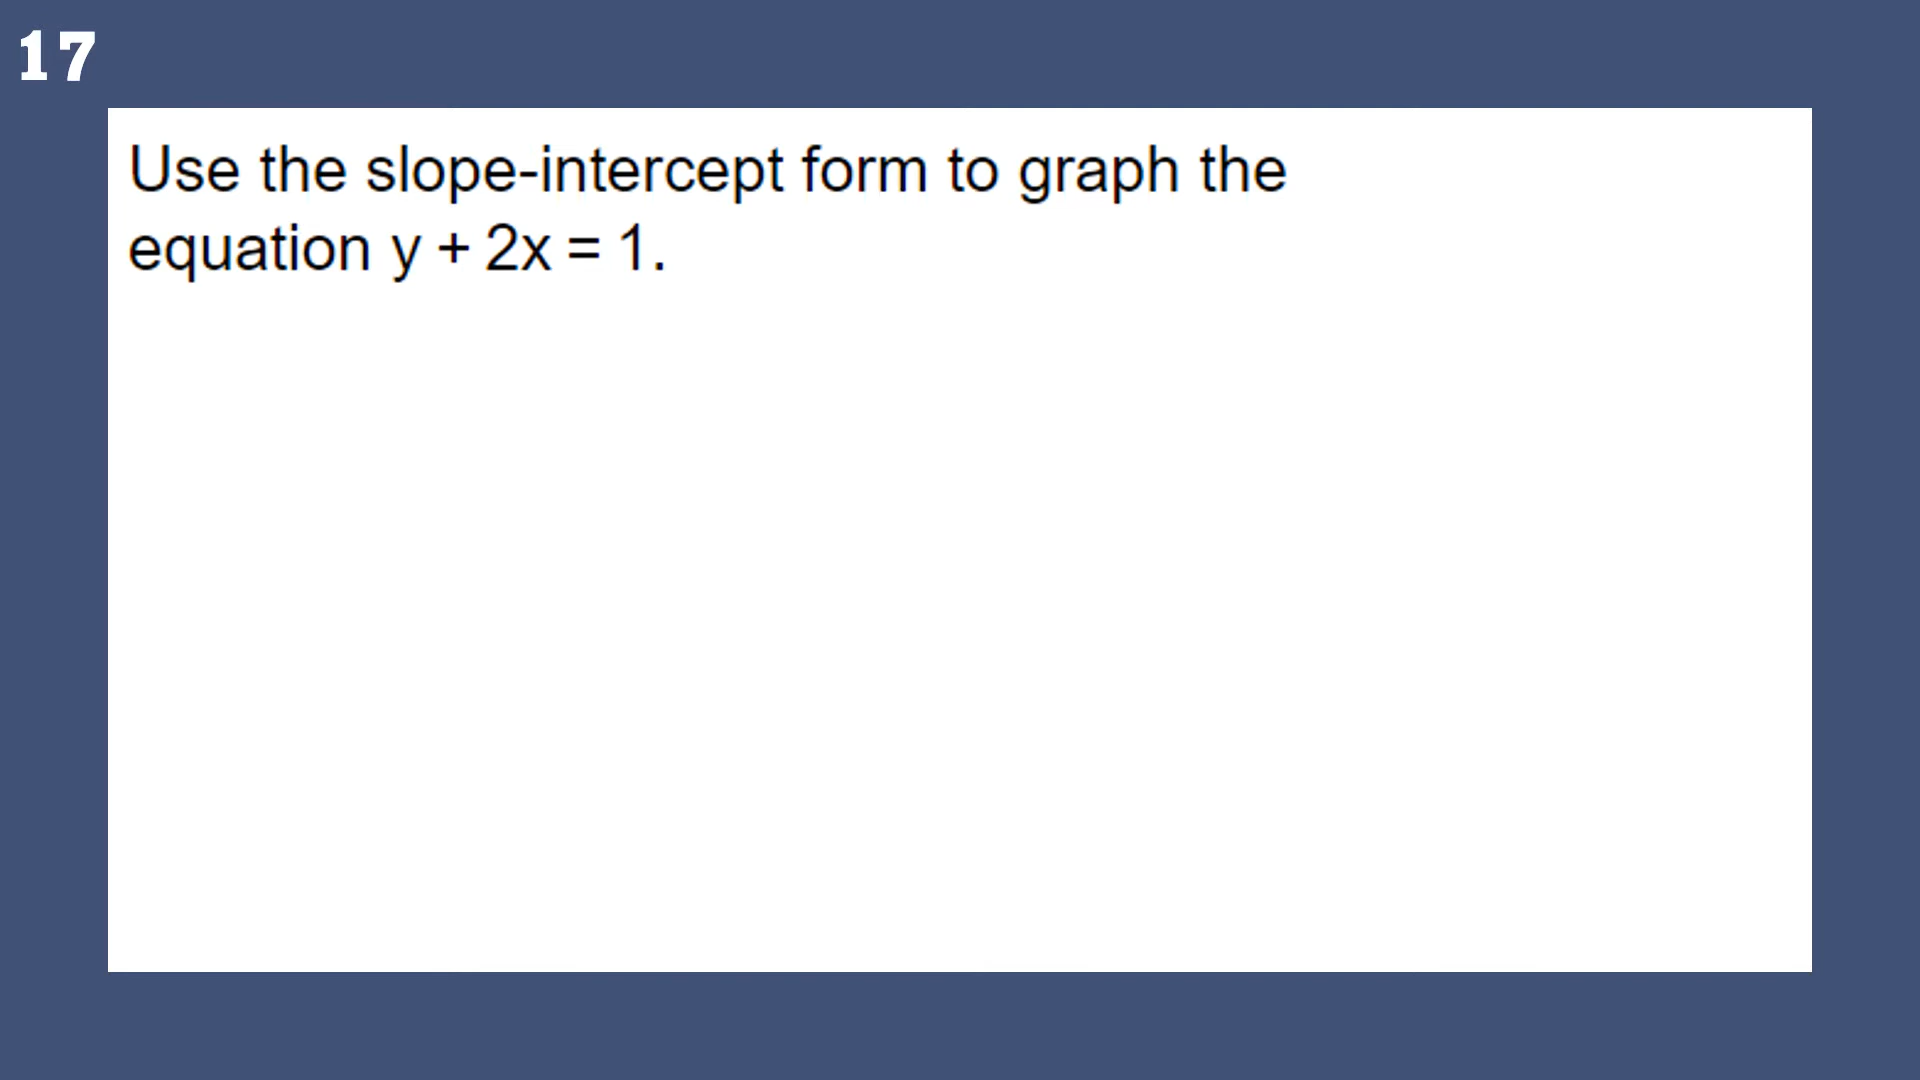 17
Use the slope-intercept form to graph the
equation y + 2x = 1.